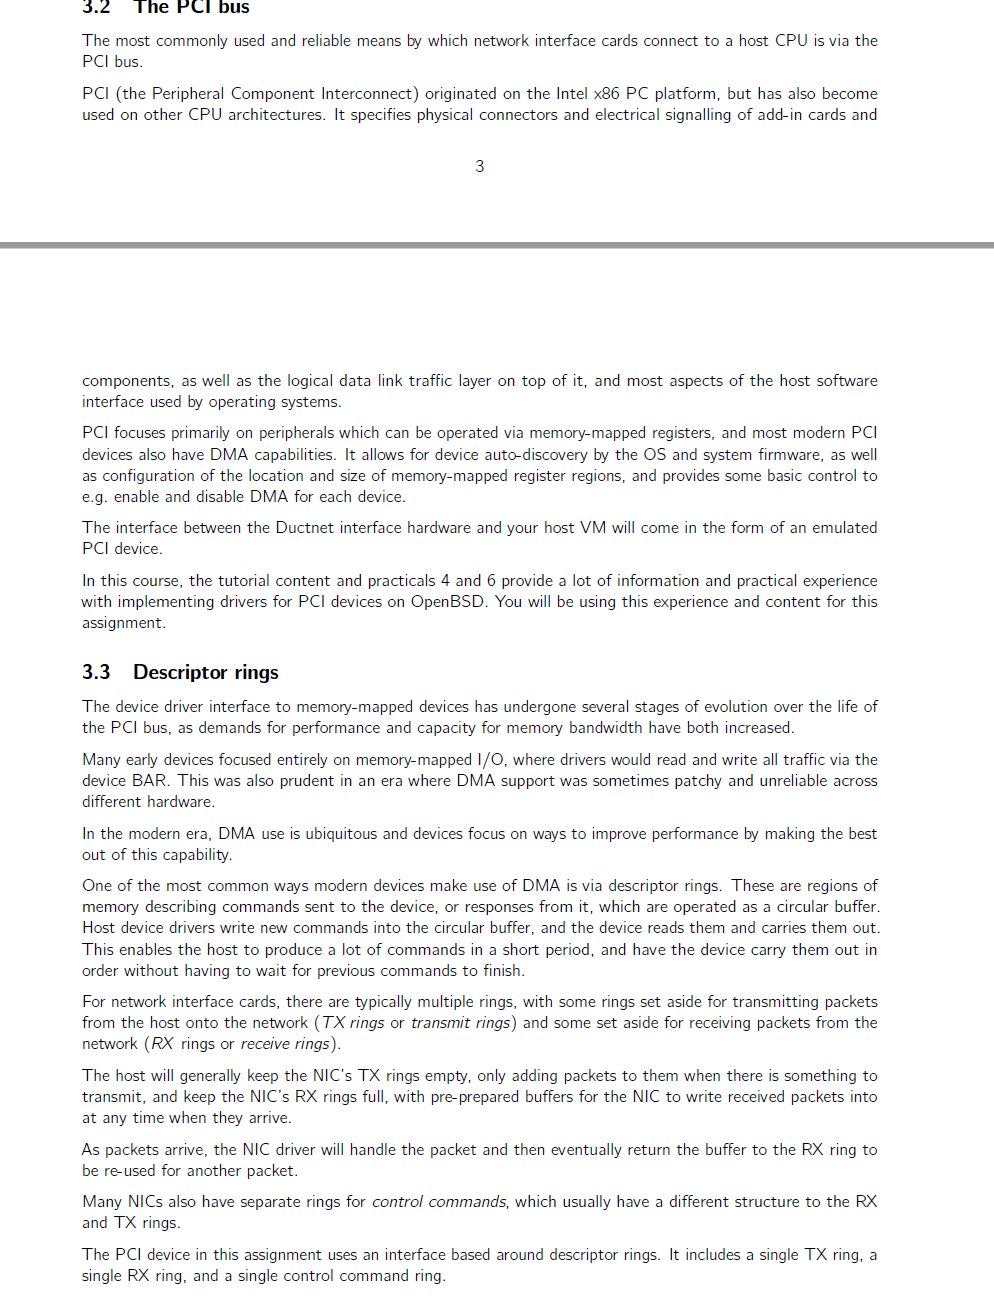 3.2 The PCI bus
The most commonly used and reliable means by which network interface cards connect to a host CPU is via the
PCI bus.
PCI (the Peripheral Component Interconnect) originated on the Intel x86 PC platform, but has also become
used on other CPU architectures. It specifies physical connectors and electrical signalling of add-in cards and
3
components, as well as the logical data link traffic layer on top of it, and most aspects of the host software
interface used by operating systems.
PCI focuses primarily on peripherals which can be operated via memory-mapped registers, and most modern PCI
devices also have DMA capabilities. It allows for device auto-discovery by the OS and system firmware, as well
as configuration of the location and size of memory-mapped register regions, and provides some basic control to
e.g. enable and disable DMA for each device.
The interface between the Ductnet interface hardware and your host VM will come in the form of an emulated
PCI device.
In this course, the tutorial content and practicals 4 and 6 provide a lot of information and practical experience
with implementing drivers for PCI devices on OpenBSD. You will be using this experience and content for this
assignment.
3.3 Descriptor rings
The device driver interface to memory-mapped devices has undergone several stages of evolution over the life of
the PCI bus, as demands for performance and capacity for memory bandwidth have both increased.
Many early devices focused entirely on memory-mapped I/O, where drivers would read and write all traffic via the
device BAR. This was also prudent in an era where DMA support was sometimes patchy and unreliable across
different hardware.
In the modern era, DMA use is ubiquitous and devices focus on ways to improve performance by making the best
out of this capability.
One of the most common ways modern devices make use of DMA is via descriptor rings. These are regions of
memory describing commands sent to the device, or responses from it, which are operated as a circular buffer.
Host device drivers write new commands into the circular buffer, and the device reads them and carries them out.
This enables the host to produce a lot of commands in a short period, and have the device carry them out in
order without having to wait for previous commands to finish.
For network interface cards, there are typically multiple rings, with some rings set aside for transmitting packets
from the host onto the network (TX rings or transmit rings) and some set aside for receiving packets from the
network (RX rings or receive rings).
The host will generally keep the NIC's TX rings empty, only adding packets to them when there is something to
transmit, and keep the NIC's RX rings full, with pre-prepared buffers for the NIC to write received packets into
at any time when they arrive.
As packets arrive, the NIC driver will handle the packet and then eventually return the buffer to the RX ring to
be re-used for another packet.
Many NICs also have separate rings for control commands, which usually have a different structure to the RX
and TX rings.
The PCI device in this assignment uses an interface based around descriptor rings. It includes a single TX ring, a
single RX ring, and a single control command ring.